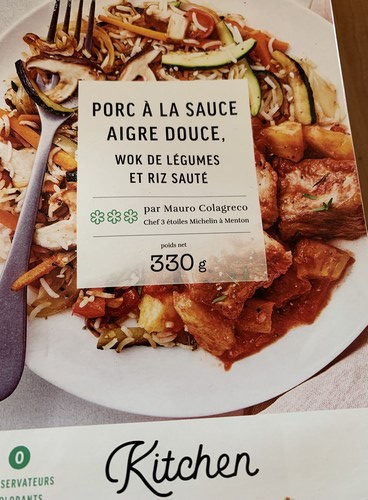 PORC À LA SAUCE
AIGRE DOUCE,
WOK DE LÉGUMES
ET RIZ SAUTÉ
par Mauro Colagreco
Chef 3 étoiles Michelin à Menton
poids net
330 g
0
SERVATEURS
Kitchen